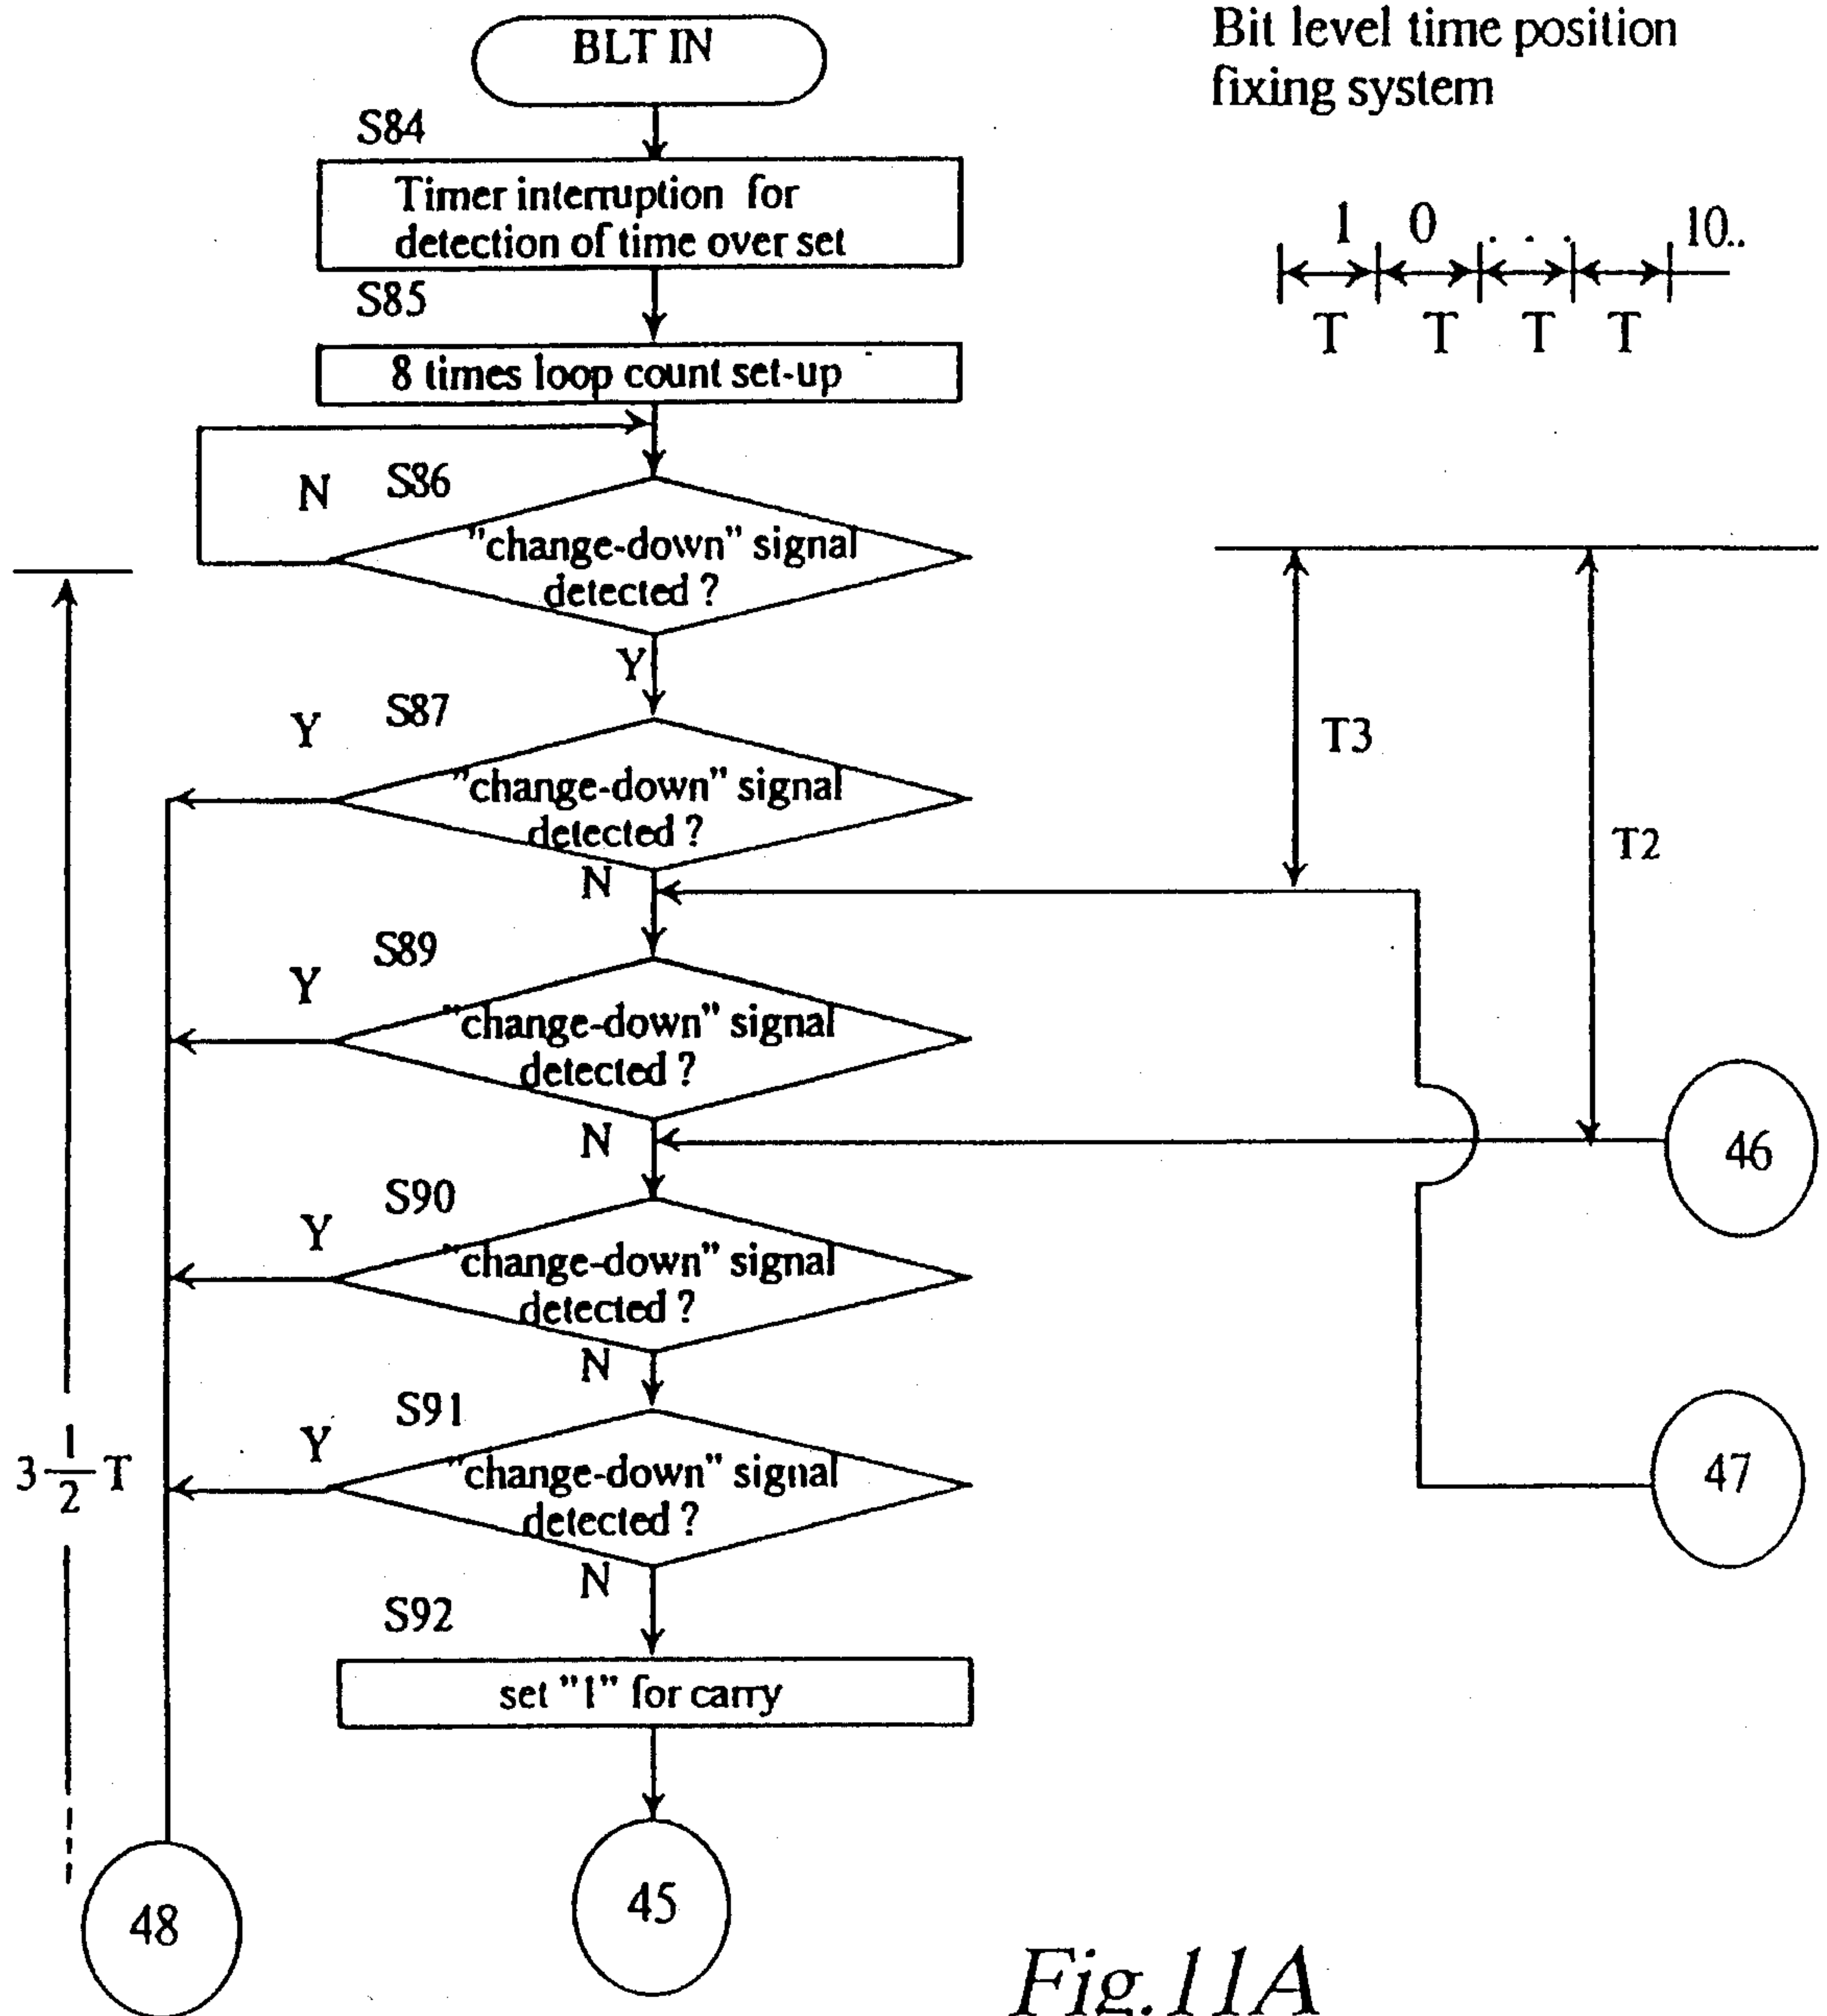 BLT IN
Bit level time position
fixing system
S84
Timer interruption for
detection of time over set
1 0 . . . 10..
T T T T
S85
8 times loop count set-up
N S86
"change-down" signal
detected ?
Y
Y S87
"change-down" signal
detected ?
N
T3
T2
Y S89
"change-down" signal
detected ?
N
46
Y S90
"change-down" signal
detected ?
N
Y S91
"change-down" signal
detected ?
N
3 1/2 T
47
S92
set "1" for carry
48
45
Fig.11A